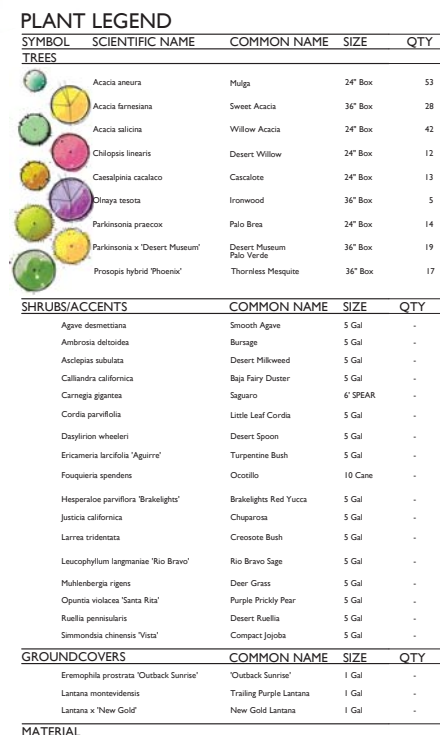 PLANT LEGEND
SYMBOL SCIENTIFIC NAME COMMON NAME SIZE QTY
TREES
Acacia aneura Mulga 24" Box 53
Acacia farnesiana Sweet Acacia 36" Box 28
Acacia salicina Willow Acacia 24" Box 42
Chilopsis linearis Desert Willow 24" Box 12
Caesalpinia cacalaco Cascalote 24" Box 13
Olnaya tesota Ironwood 36" Box 5
Parkinsonia praecox Palo Brea 24" Box 14
Parkinsonia x 'Desert Museum' Desert Museum 36" Box 19
Palo Verde
Prosopis hybrid 'Phoenix' Thornless Mesquite 36" Box 17
SHRUBS/ACCENTS COMMON NAME SIZE QTY
Agave desmettiana Smooth Agave 5 Gal -
Ambrosia deltoidea Bursage 5 Gal -
Asclepias subulata Desert Milkweed 5 Gal -
Calliandra californica Baja Fairy Duster 5 Gal -
Carnegia gigantea Saguaro 6' SPEAR -
Cordia parviflolia Little Leaf Cordia 5 Gal -
Dasylirion wheeleri Desert Spoon 5 Gal -
Ericameria larcifolia 'Aguirre' Turpentine Bush 5 Gal -
Fouquieria spendens Ocotillo 10 Cane -
Hesperaloe parviflora 'Brakelights' Brakelights Red Yucca 5 Gal -
Justicia californica Chuparosa 5 Gal -
Larrea tridentata Creosote Bush 5 Gal -
Leucophyllum langmaniae 'Rio Bravo' Rio Bravo Sage 5 Gal -
Muhlenbergia rigens Deer Grass 5 Gal -
Opuntia violacea 'Santa Rita' Purple Prickly Pear 5 Gal -
Ruellia pennisularis Desert Ruellia 5 Gal -
Simmondsia chinensis 'Vista' Compact Jojoba 5 Gal -
GROUNDCOVERS COMMON NAME SIZE QTY
Eremophila prostrata 'Outback Sunrise' 'Outback Sunrise' 1 Gal -
Lantana montevidensis Trailing Purple Lantana 1 Gal -
Lantana x 'New Gold' New Gold Lantana 1 Gal -
MATERIAL